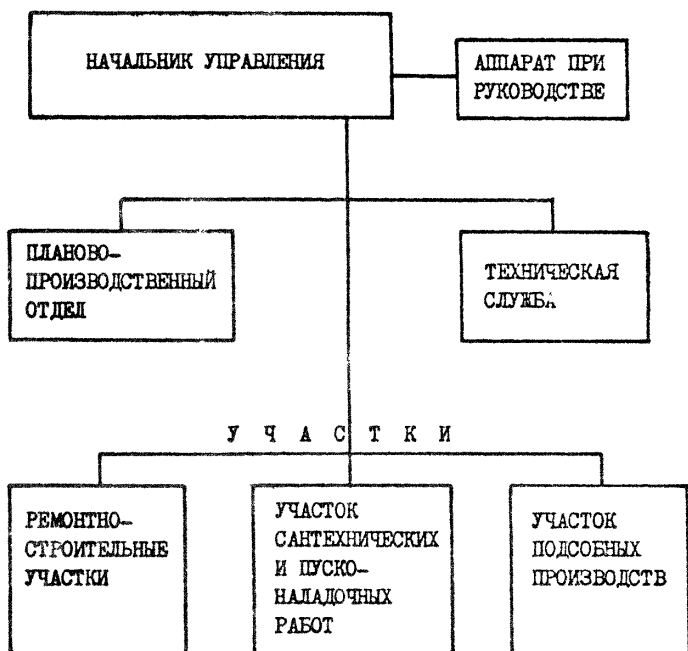 НАЧАЛЬНИК УПРАВЛЕНИЯ
АППАРАТ ПРИ
РУКОВОДСТВЕ
ПЛАНОВО-
ПРОИЗВОДСТВЕННЫЙ
ОТДЕЛ
ТЕХНИЧЕСКАЯ
СЛУЖБА
У Ч А С Т К И
РЕМОНТНО-
СТРОИТЕЛЬНЫЕ
УЧАСТКИ
УЧАСТОК
САНТЕХНИЧЕСКИХ
И ПУСКО-
НАЛАДОЧНЫХ
РАБОТ
УЧАСТОК
ПОДСОБНЫХ
ПРОИЗВОДСТВ